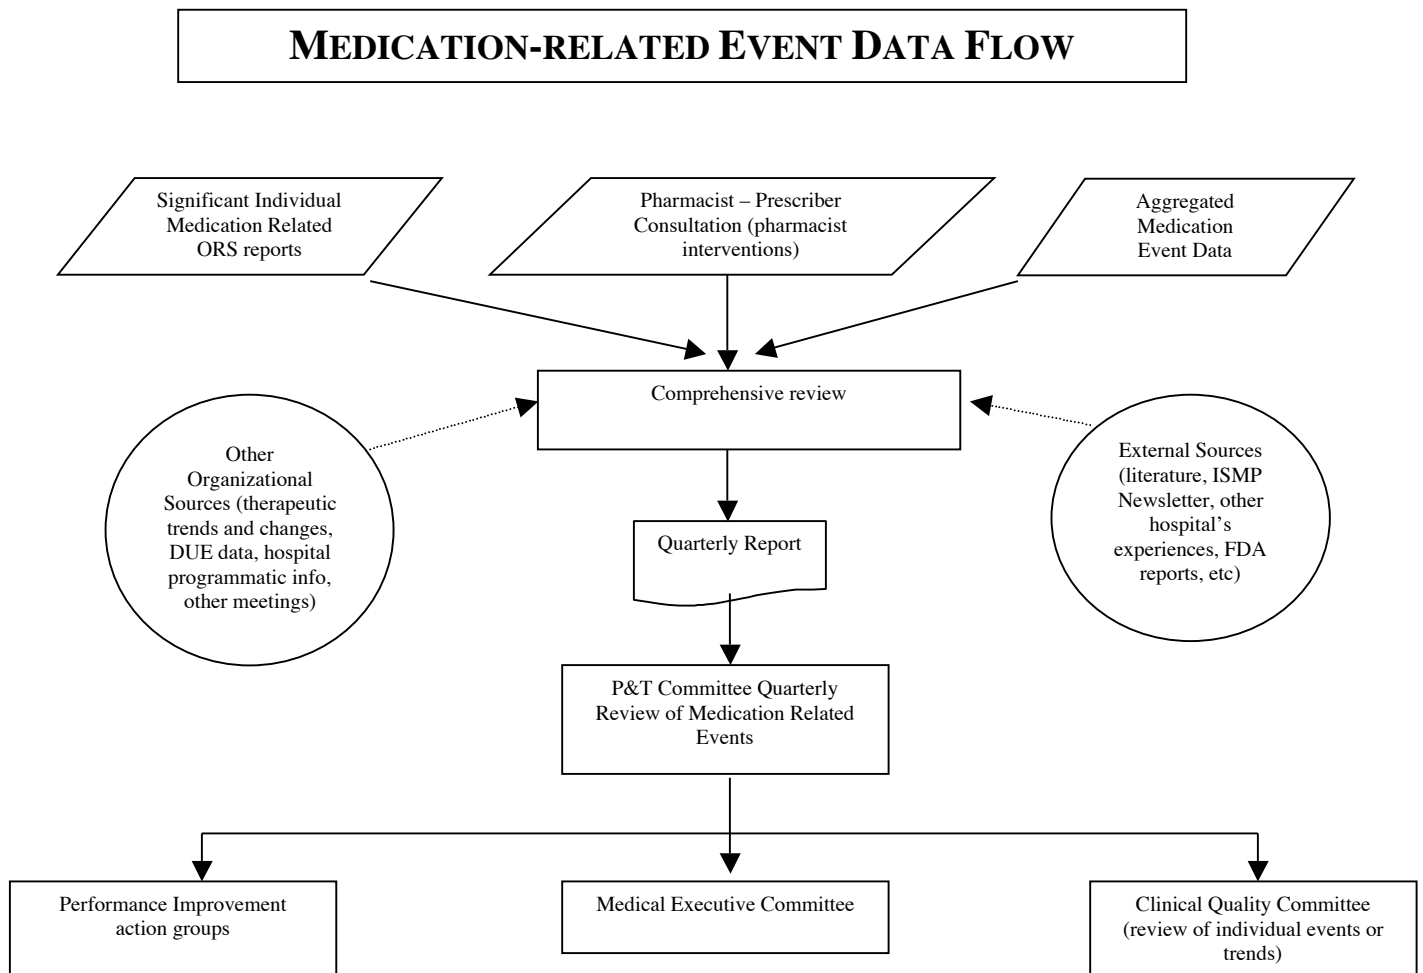 MEDICATION-RELATED EVENT DATA FLOW
Significant Individual
Medication Related
ORS reports
Pharmacist – Prescriber
Consultation (pharmacist
interventions)
Aggregated
Medication
Event Data
Comprehensive review
Other
Organizational
Sources (therapeutic
trends and changes,
DUE data, hospital
programmatic info,
other meetings)
External Sources
(literature, ISMP
Newsletter, other
hospital’s
experiences, FDA
reports, etc)
Quarterly Report
P&T Committee Quarterly
Review of Medication Related
Events
Performance Improvement
action groups
Medical Executive Committee
Clinical Quality Committee
(review of individual events or
trends)